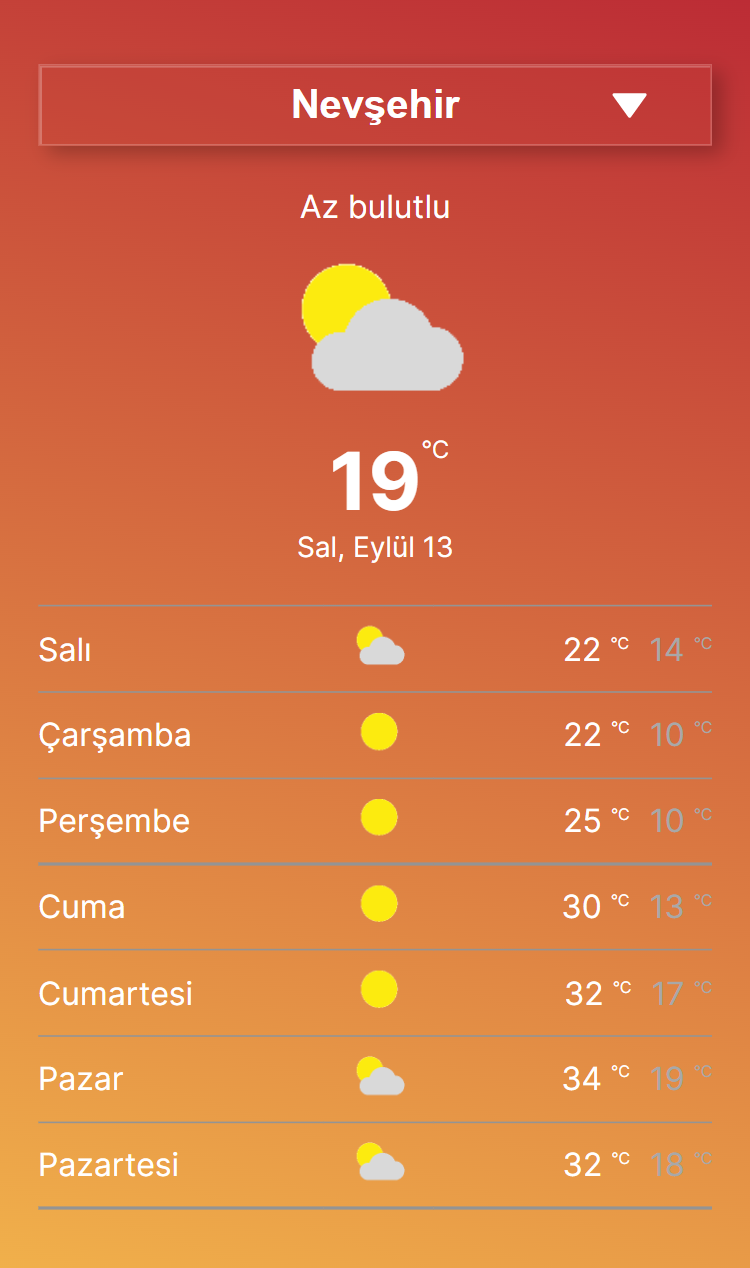 Nevşehir
Az bulutlu
19 °C
Sal, Eylül 13
Salı 22 °C 14 °C
Çarşamba 22 °C 10 °C
Perşembe 25 °C 10 °C
Cuma 30 °C 13 °C
Cumartesi 32 °C 17 °C
Pazar 34 °C 19 °C
Pazartesi 32 °C 18 °C